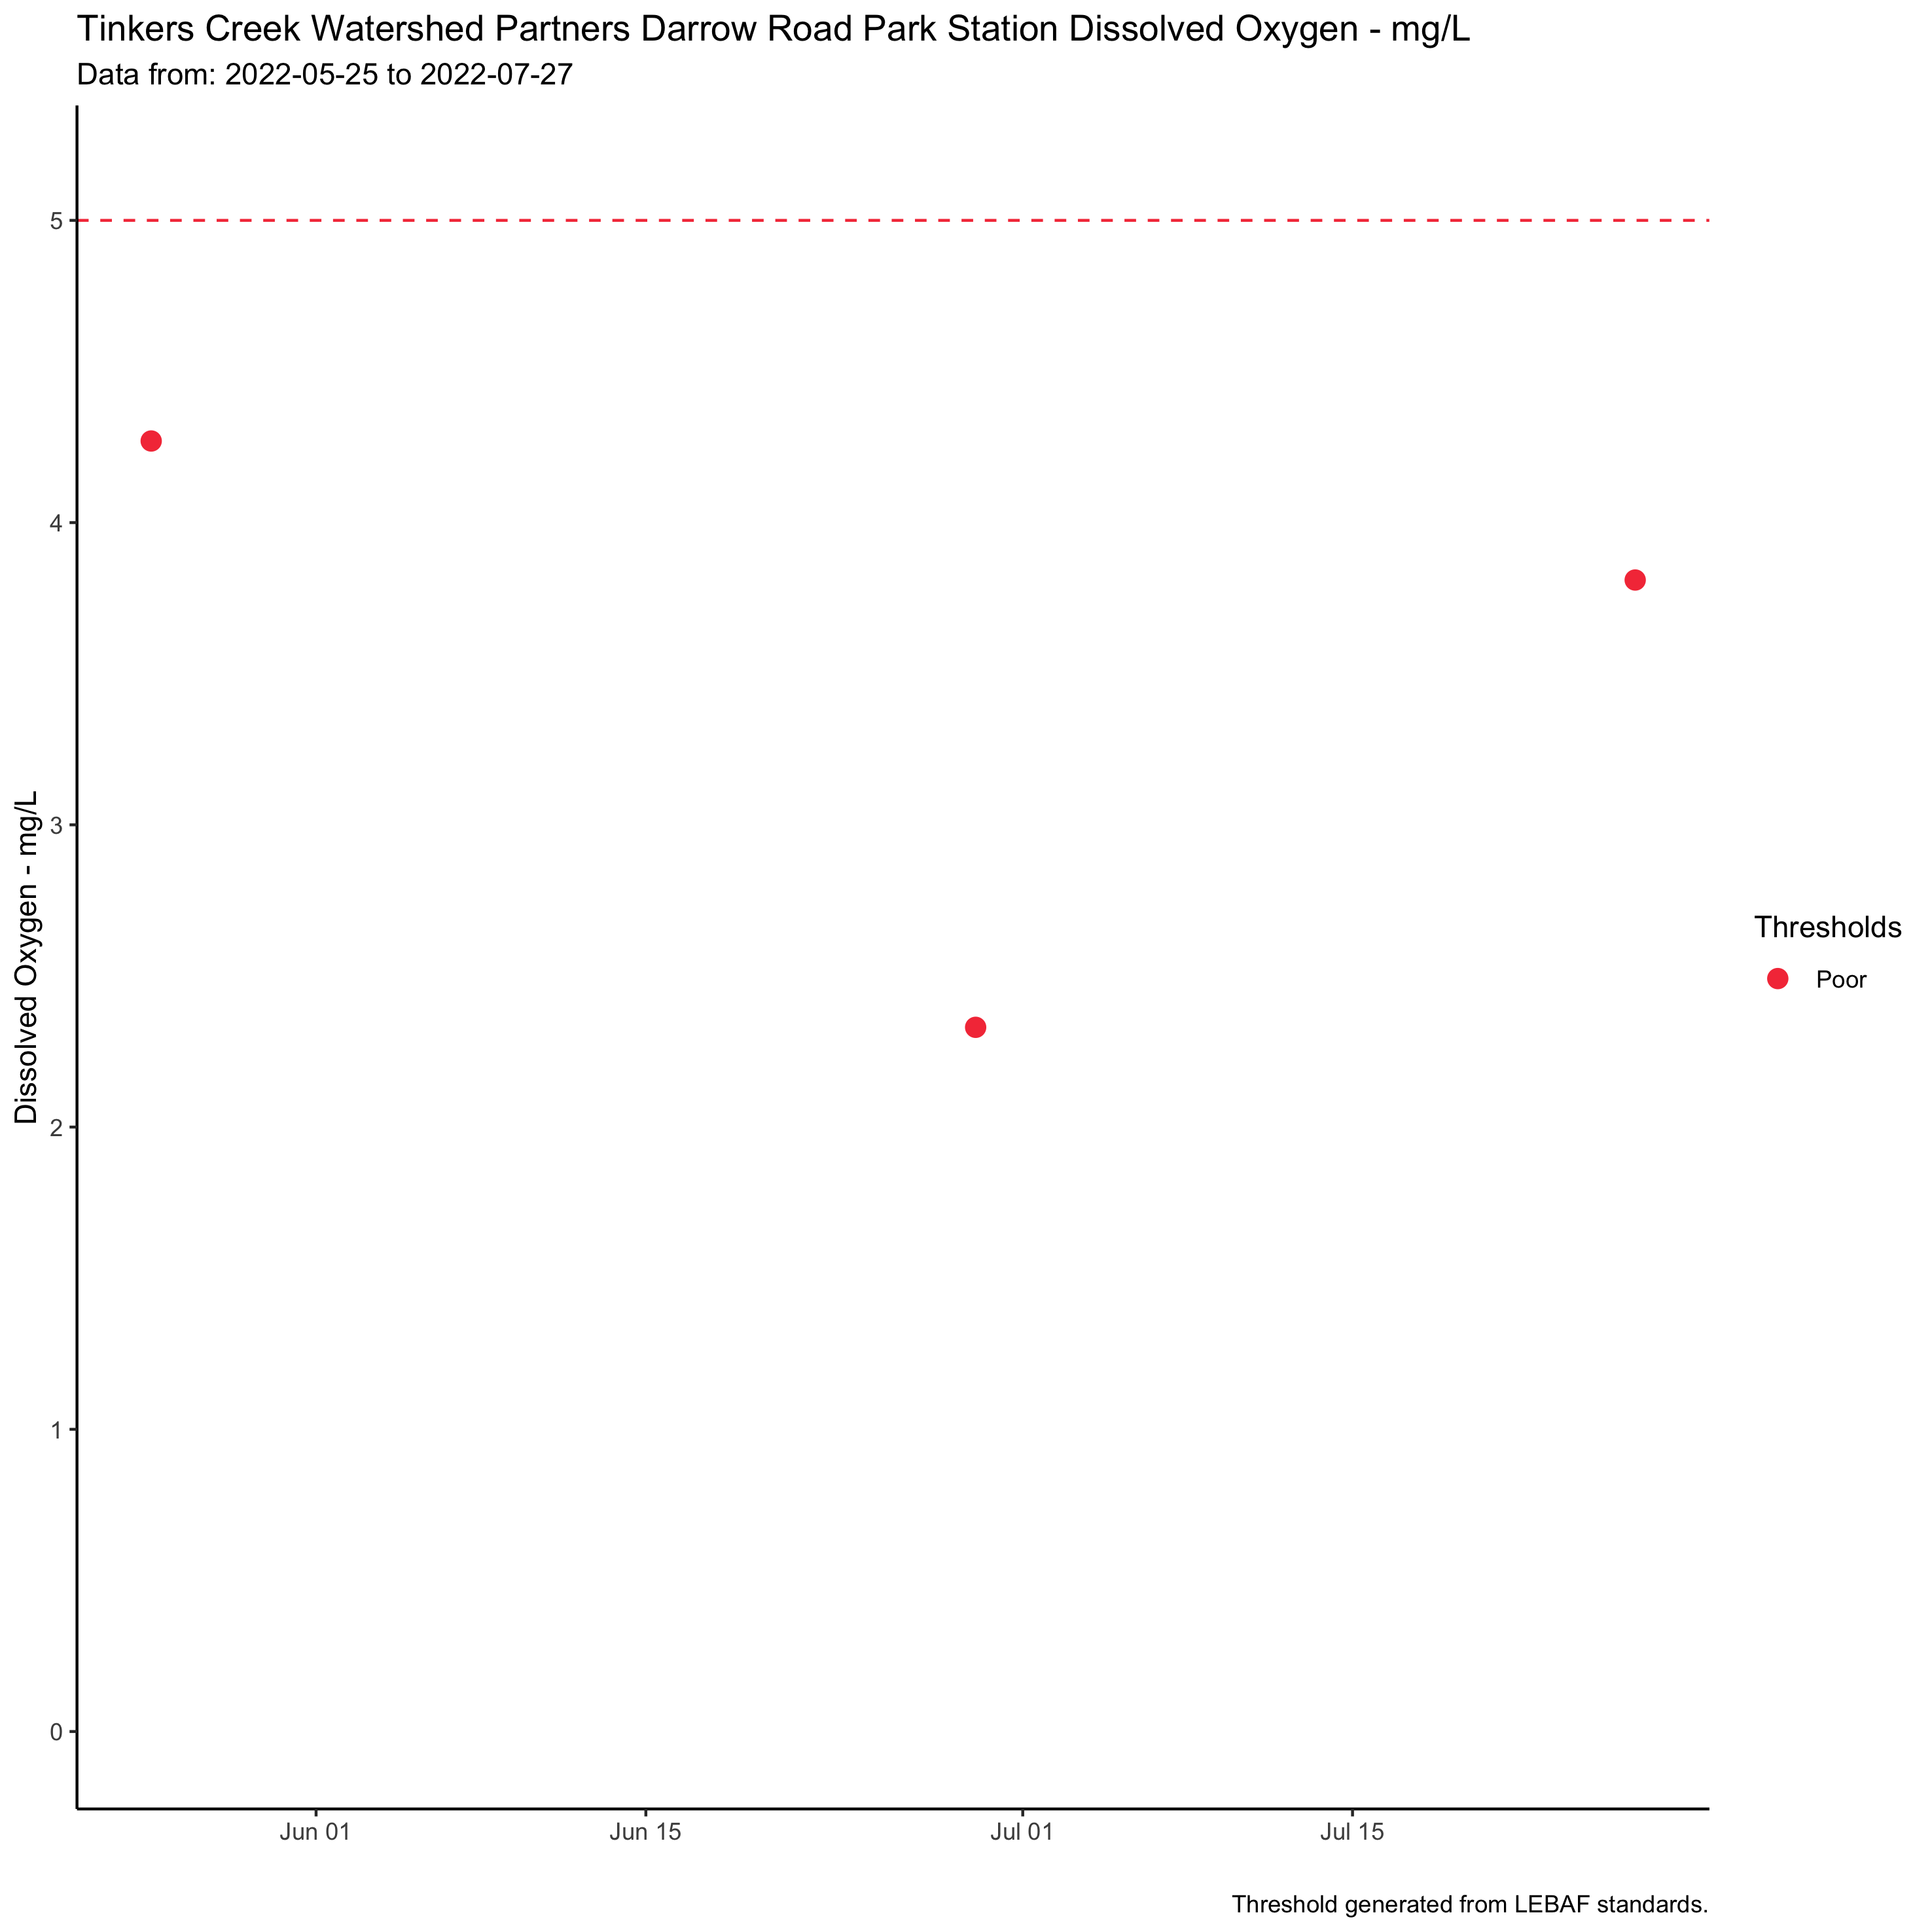 Tinkers Creek Watershed Partners Darrow Road Park Station Dissolved Oxygen - mg/L
Data from: 2022-05-25 to 2022-07-27
Dissolved Oxygen - mg/L
5
4
3
2
1
0
Jun 01
Jun 15
Jul 01
Jul 15
Thresholds
Poor
Threshold generated from LEBAF standards.